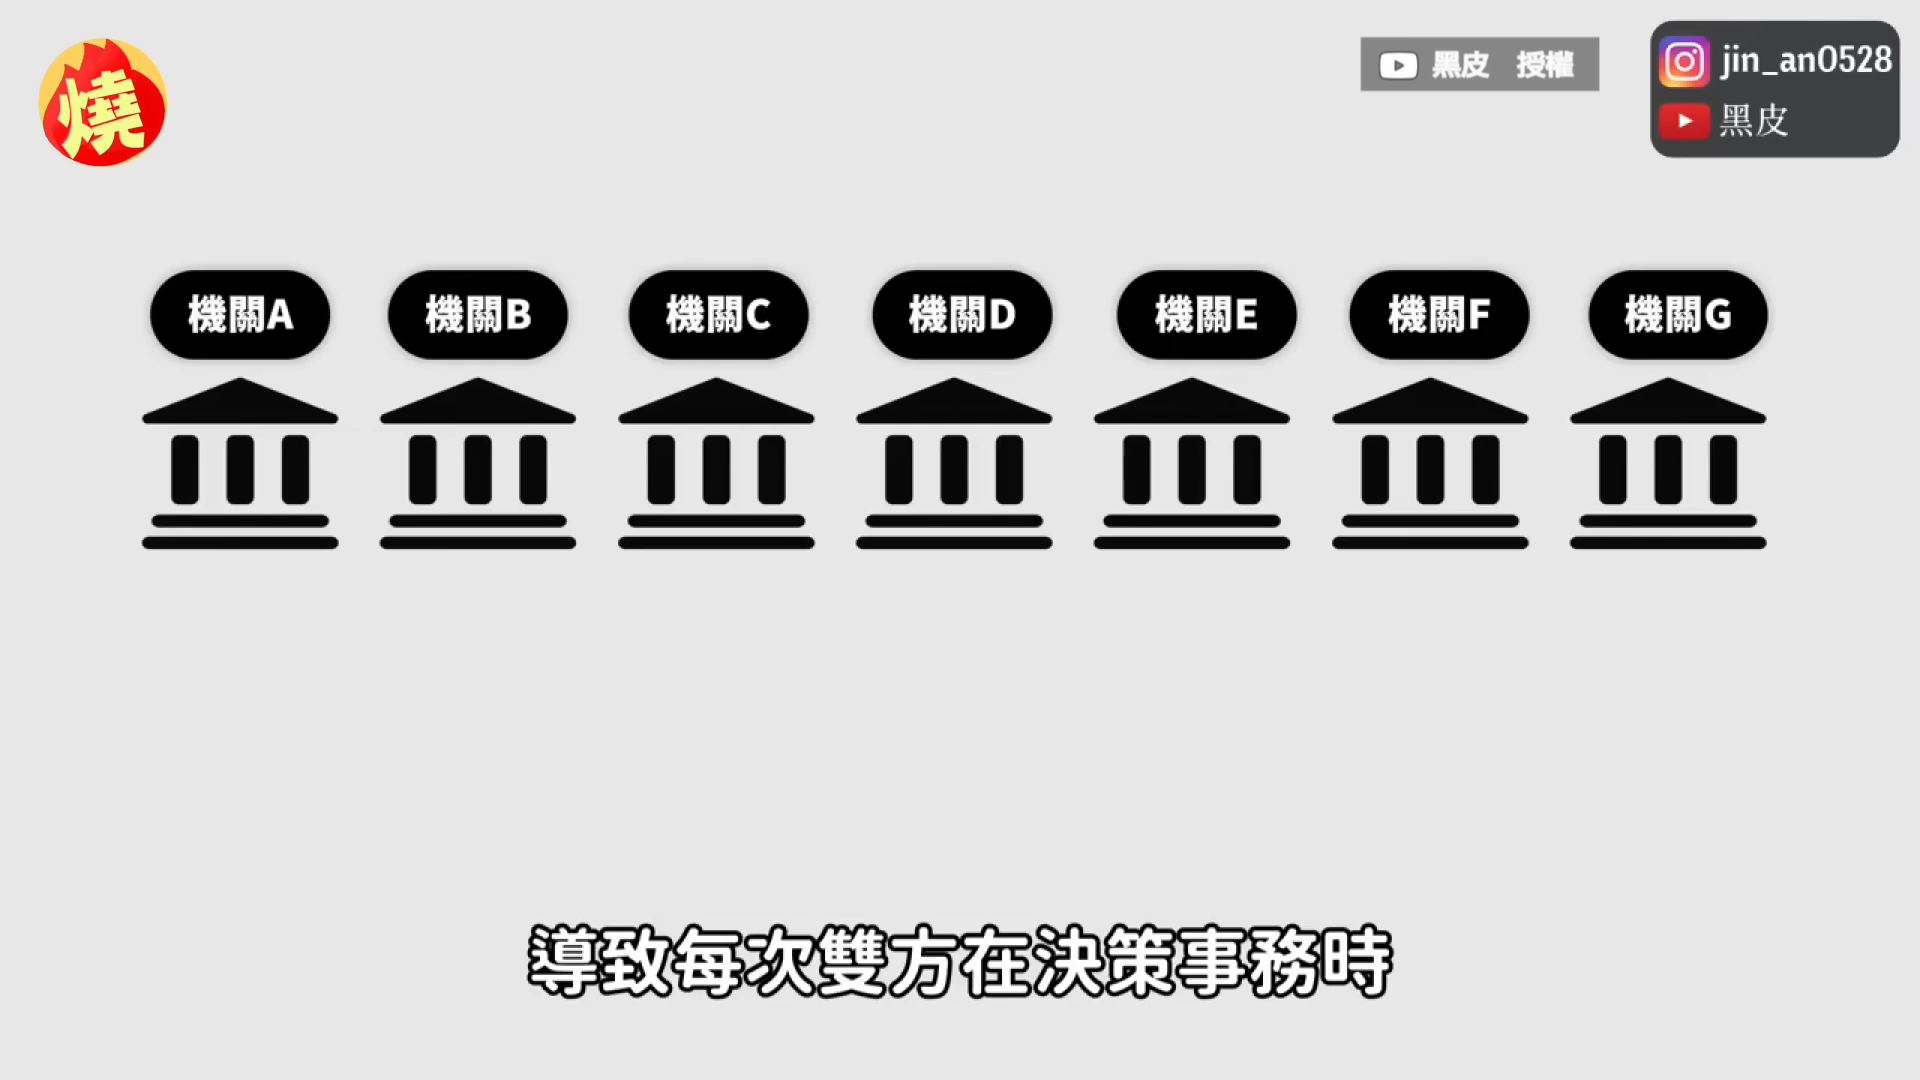 燒
黑皮 授權
jin_an0528
黑皮
機關A 機關B 機關C 機關D 機關E 機關F 機關G
導致每次雙方在決策事務時